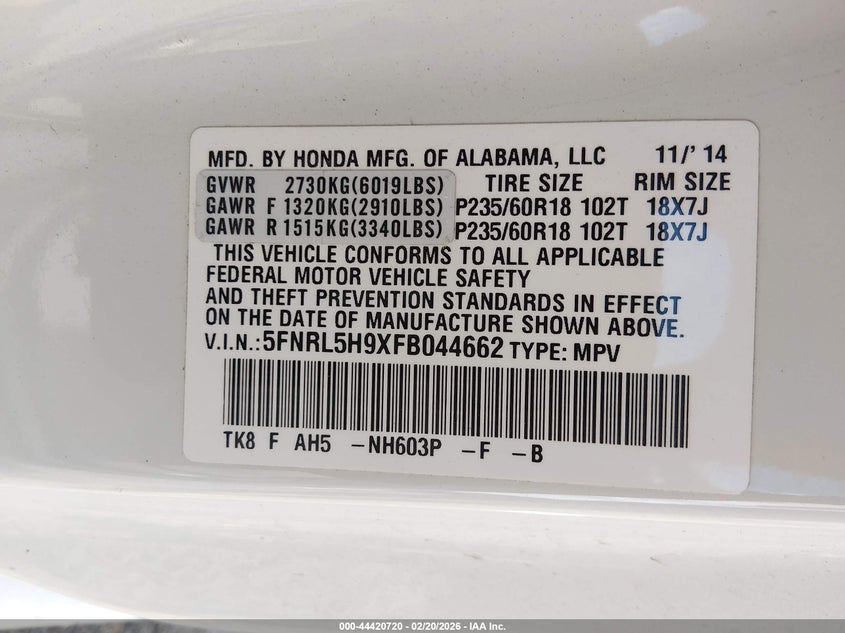 MFD. BY HONDA MFG. OF ALABAMA, LLC 11/' 14
GVWR 2730KG(6019LBS) TIRE SIZE RIM SIZE
GAWR F 1320KG(2910LBS) P235/60R18 102T 18X7J
GAWR R 1515KG(3340LBS) P235/60R18 102T 18X7J
THIS VEHICLE CONFORMS TO ALL APPLICABLE
FEDERAL MOTOR VEHICLE SAFETY
AND THEFT PREVENTION STANDARDS IN EFFECT
ON THE DATE OF MANUFACTURE SHOWN ABOVE.
V.I.N.:5FNRL5H9XFB044662 TYPE: MPV
TK8 F AH5 -NH603P -F -B
000-44420720 - 02/20/2026 - IAA Inc.